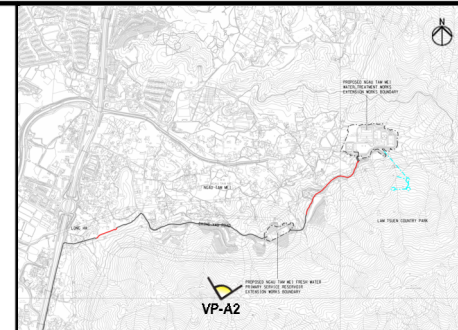 N
PROPOSED NGAU TAM MEI
WATER TREATMENT WORKS
EXTENSION WORKS BOUNDARY
NGAU TAM MEI
LONG HA
LAM TSUEN COUNTRY PARK
PROPOSED NGAU TAM MEI FRESH WATER
PRIMARY SERVICE RESERVOIR
EXTENSION WORKS BOUNDARY
VP-A2